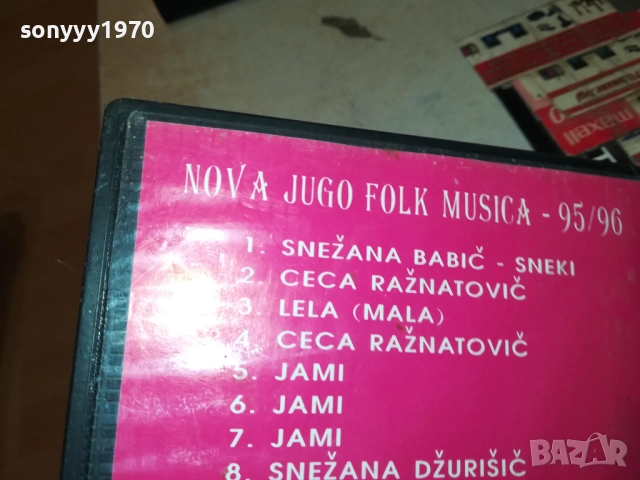 sonyyy1970
maxell
NOVA JUGO FOLK MUSICA - 95/96
1. SNEŽANA BABIČ - SNEKI
2. CECA RAŽNATOVIČ
3. LELA (MALA)
4. CECA RAŽNATOVIČ
5. JAMI
6. JAMI
7. JAMI
8. SNEŽANA DŽURIŠIČ
BAZAR